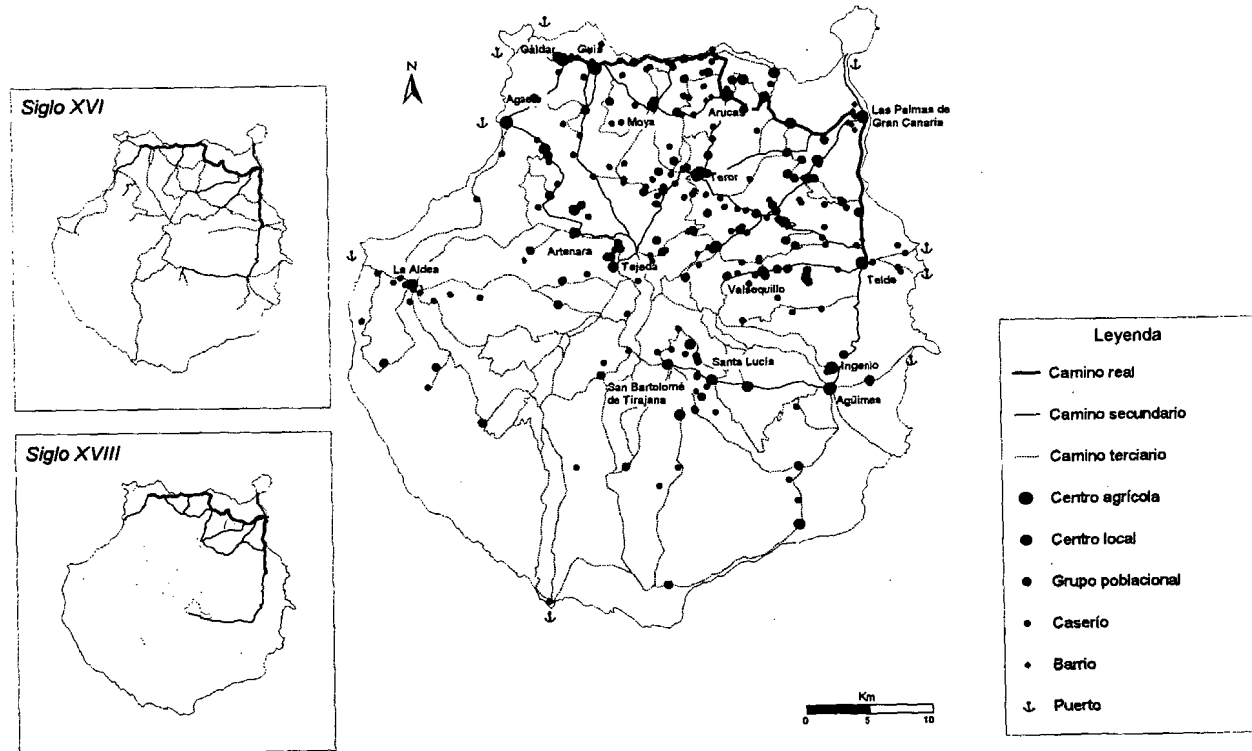 Siglo XVI
Siglo XVIII
N
Gáldar
Guía
Agaete
Moya
Arucas
Las Palmas de
Gran Canaria
Teror
Artenara
Tejeda
La Aldea
Valsequillo
Telde
Santa Lucía
Ingenio
San Bartolomé
de Tirajana
Agüimes
Km
0
5
10
Leyenda
Camino real
Camino secundario
Camino terciario
Centro agrícola
Centro local
Grupo poblacional
Caserío
Barrio
Puerto